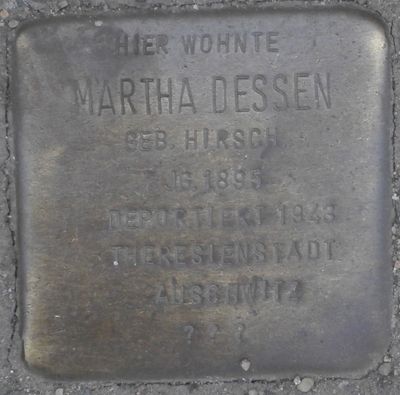 HIER WOHNTE
MARTHA DESSEN
GEB. HIRSCH
JG. 1895
DEPORTIERT 1943
THERESIENSTADT
AUSCHWITZ
? ? ?